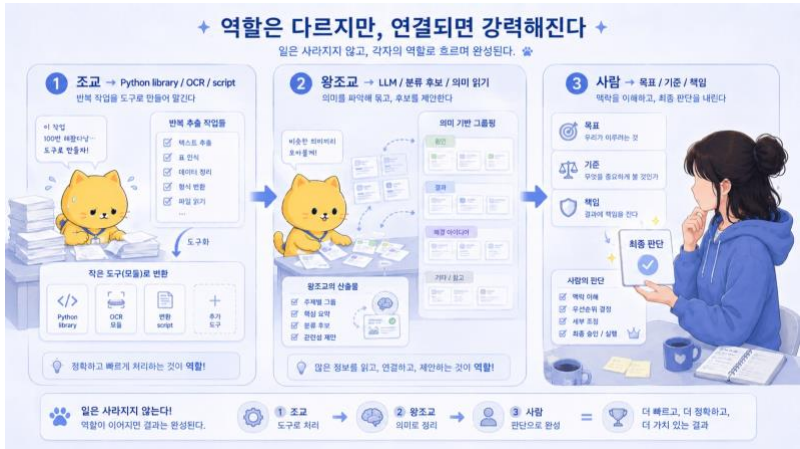 역할은 다르지만, 연결되면 강력해진다
일은 사라지지 않고, 각자의 역할로 흐르며 완성된다.
1 조교 → Python library / OCR / script
반복 작업을 도구로 만들어 맡긴다
이 작업
100번 해봤다냥...
도구로 만들자!
반복 추출 작업들
텍스트 추출
표 인식
데이터 정리
형식 변환
파일 읽기
...
도구화
작은 도구(모듈)로 변환
Python
library
OCR
모듈
변환
script
추가
도구
정확하고 빠르게 처리하는 것이 역할!
2 왕조교 → LLM / 분류 후보 / 의미 읽기
의미를 파악해 묶고, 후보를 제안한다
비슷한 의미끼리
모아볼까!
의미 기반 그룹핑
원인
결과
해결 아이디어
기타 / 참고
왕조교의 산출물
주제별 그룹
핵심 요약
분류 후보
관련성 제안
많은 정보를 읽고, 연결하고, 제안하는 것이 역할!
3 사람 → 목표 / 기준 / 책임
맥락을 이해하고, 최종 판단을 내린다
목표
우리가 이루려는 것
기준
무엇을 중요하게 볼 것인가
책임
결과에 책임을 진다
최종 판단
사람의 판단
맥락 이해
우선순위 결정
세부 조정
최종 승인 / 실행
일은 사라지지 않는다!
역할이 이어지면 결과는 완성된다.
1 조교
도구로 처리
2 왕조교
의미로 정리
3 사람
판단으로 완성
=
더 빠르고, 더 정확하고,
더 가치 있는 결과